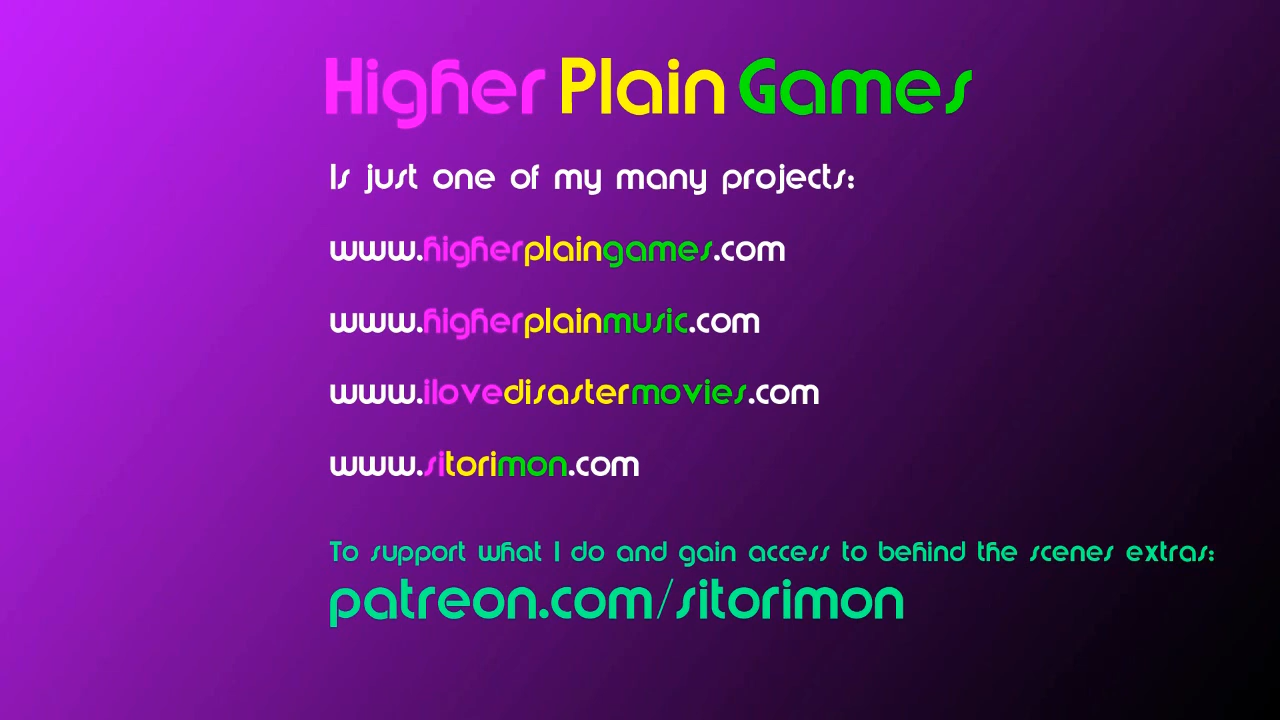 Higher Plain Games
Is just one of my many projects:
www.higherplaingames.com
www.higherplainmusic.com
www.ilovedisastermovies.com
www.sitorimon.com
To support what I do and gain access to behind the scenes extras:
patreon.com/sitorimon